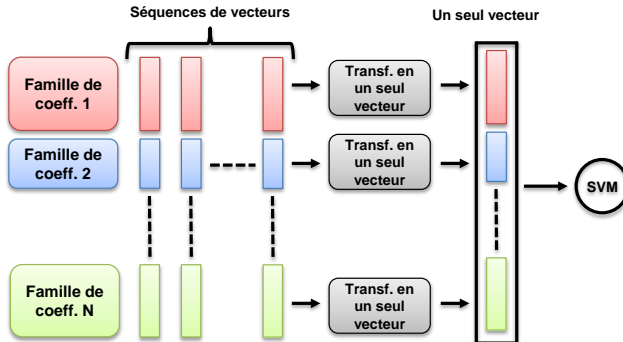 Séquences de vecteurs
Un seul vecteur
Famille de
coeff. 1
Transf. en
un seul
vecteur
Famille de
coeff. 2
Transf. en
un seul
vecteur
SVM
Famille de
coeff. N
Transf. en
un seul
vecteur